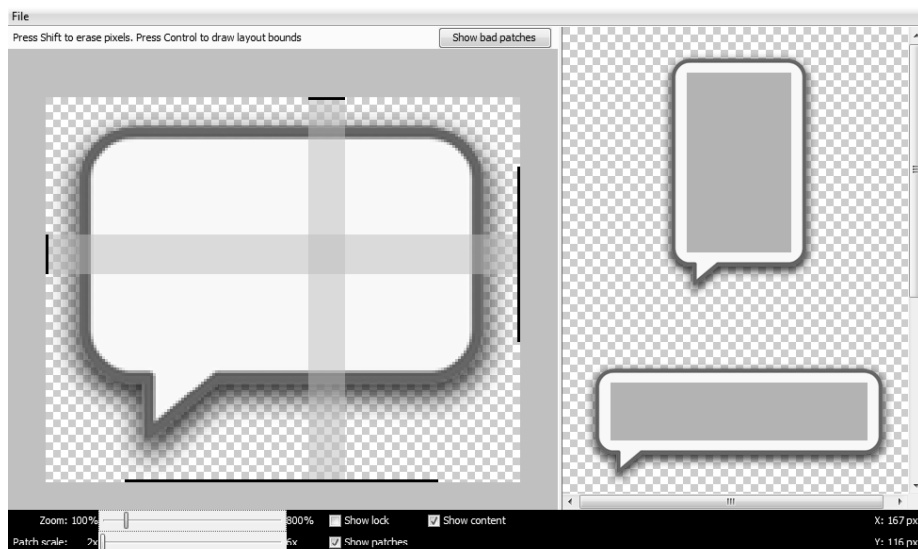 File
Press Shift to erase pixels. Press Control to draw layout bounds
Show bad patches
Zoom: 100% 800% Show lock Show content X: 167 px
Patch scale: 2x 6x Show patches Y: 116 px